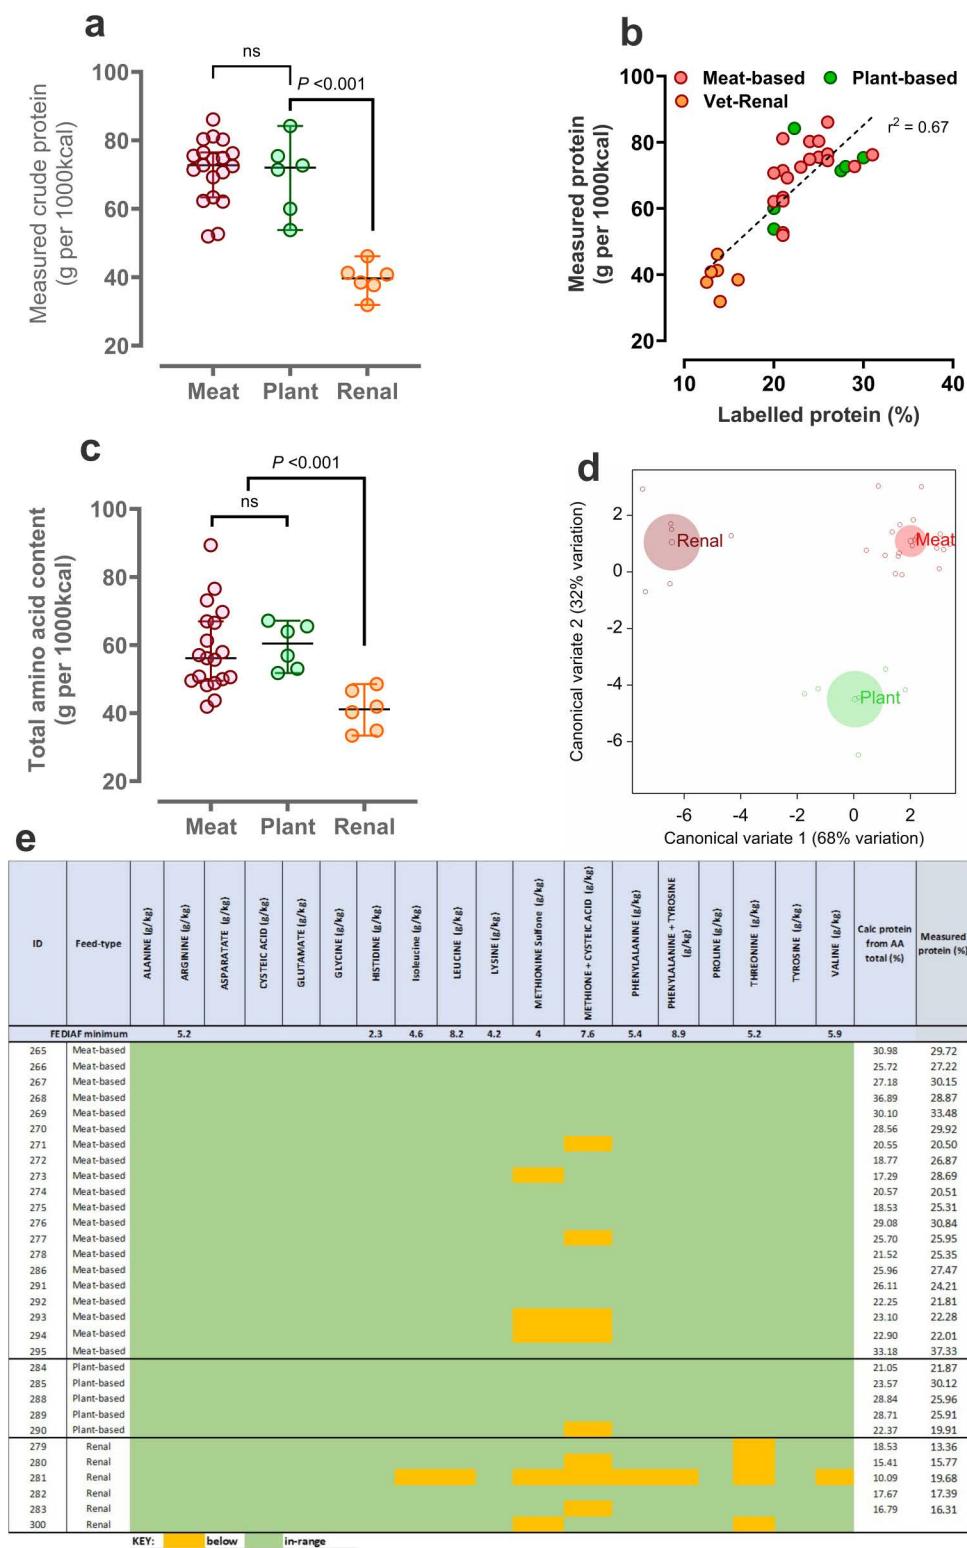 a
ns
P <0.001
100
80
60
40
20
Measured crude protein
(g per 1000kcal)
Meat Plant Renal
b
Meat-based Plant-based
Vet-Renal
r2 = 0.67
100
80
60
40
20
Measured protein
(g per 1000kcal)
10 20 30 40
Labelled protein (%)
c
P <0.001
ns
100
80
60
40
20
Total amino acid content
(g per 1000kcal)
Meat Plant Renal
d
Renal
Meat
Plant
2
0
-2
-4
-6
Canonical variate 2 (32% variation)
-6 -4 -2 0 2
Canonical variate 1 (68% variation)
e
ID Feed-type ALANINE (g/kg) ARGININE (g/kg) ASPARTATE (g/kg) CYSTEIC ACID (g/kg) GLUTAMATE (g/kg) GLYCINE (g/kg) HISTIDINE (g/kg) Isoleucine (g/kg) LEUCINE (g/kg) LYSINE (g/kg) METHIONINE Sulfone (g/kg) METHIONE + CYSTEIC ACID (g/kg) PHENYLALANINE (g/kg) PHENYLALANINE + TYROSINE (g/kg) PROLINE (g/kg) THREONINE (g/kg) TYROSINE (g/kg) VALINE (g/kg) Calc protein from AA total (%) Measured protein (%)
FEDIAF minimum 5.2 2.3 4.6 8.2 4.2 4 7.6 5.4 8.9 5.2 5.9
265 Meat-based 30.98 29.72
266 Meat-based 25.72 27.22
267 Meat-based 27.18 30.15
268 Meat-based 36.89 28.87
269 Meat-based 30.10 33.48
270 Meat-based 28.56 29.92
271 Meat-based 20.55 20.50
272 Meat-based 18.77 26.87
273 Meat-based 17.29 28.69
274 Meat-based 20.57 20.51
275 Meat-based 18.53 25.31
276 Meat-based 29.08 30.84
277 Meat-based 25.70 25.95
278 Meat-based 21.52 25.35
286 Meat-based 25.96 27.47
291 Meat-based 26.11 24.21
292 Meat-based 22.25 21.81
293 Meat-based 23.10 22.28
294 Meat-based 22.90 22.01
295 Meat-based 33.18 37.33
284 Plant-based 21.05 21.87
285 Plant-based 23.57 30.12
288 Plant-based 28.84 25.96
289 Plant-based 28.71 25.91
290 Plant-based 22.37 19.91
279 Renal 18.53 13.36
280 Renal 15.41 15.77
281 Renal 10.09 19.68
282 Renal 17.67 17.39
283 Renal 16.79 16.31
300 Renal
KEY: below in-range